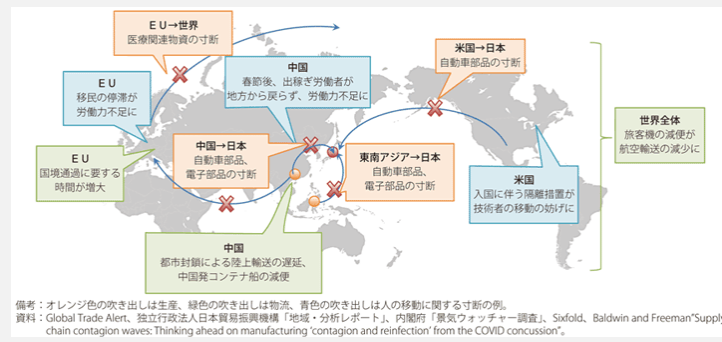 ＥＵ→世界
医療関連物資の寸断
ＥＵ
移民の停滞が
労働力不足に
中国
春節後、出稼ぎ労働者が
地方から戻らず、労働力不足に
米国→日本
自動車部品の寸断
世界全体
旅客機の減便が
航空輸送の減少に
ＥＵ
国境通過に要する
時間が増大
中国→日本
自動車部品、
電子部品の寸断
東南アジア→日本
自動車部品、
電子部品の寸断
米国
入国に伴う隔離措置が
技術者の移動の妨げに
中国
都市封鎖による陸上輸送の遅延、
中国発コンテナ船の減便
備考：オレンジ色の吹き出しは生産、緑色の吹き出しは物流、青色の吹き出しは人の移動に関する寸断の例。
資料：Global Trade Alert、独立行政法人日本貿易振興機構「地域・分析レポート」、内閣府「景気ウォッチャー調査」、Sixfold、Baldwin and Freeman”Supply
chain contagion waves: Thinking ahead on manufacturing ‘contagion and reinfection’ from the COVID concussion”。